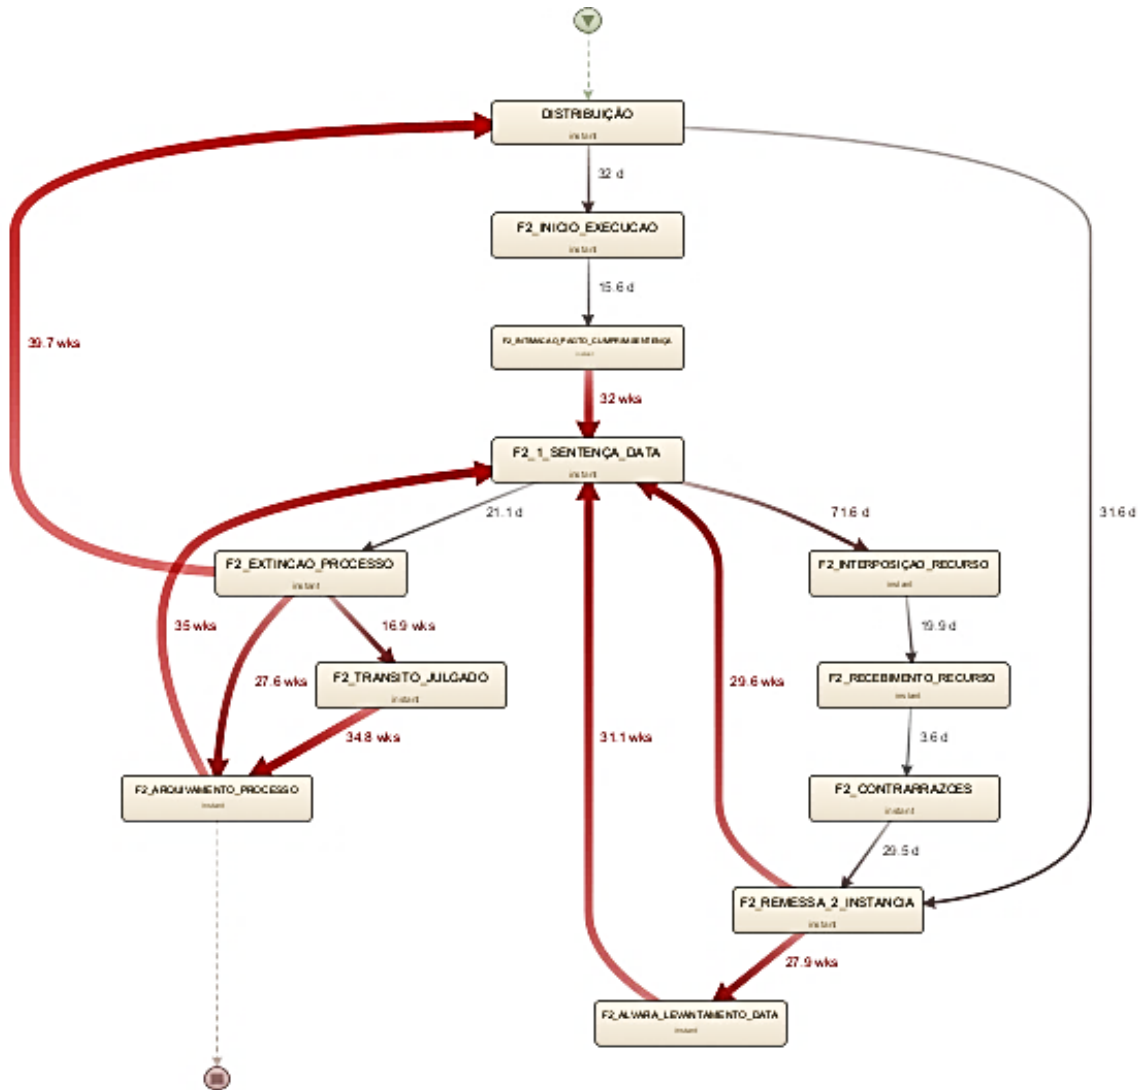 DISTRIBUIÇÃO
instant
32 d
F2_INICIO_EXECUCAO
instant
15.6 d
39.7 wks
instant
32 wks
F2_1_SENTENÇA_DATA
instant
21.1 d
71.6 d
31.6 d
F2_EXTINCAO_PROCESSO
instant
F2_INTERPOSIÇAO_RECURSO
instant
35 wks
16.9 wks
19.9 d
27.6 wks
F2_TRANSITO_JULGADO
instant
29.6 wks
F2_RECEBIMENTO_RECURSO
instant
34.8 wks
31.1 wks
3.6 d
F2_ARQUIVAMENTO_PROCESSO
instant
F2_CONTRARRAZOES
instant
29.5 d
F2_REMESSA_2_INSTANCIA
instant
27.9 wks
F2_ALVARA_LEVANTAMENTO_DATA
instant